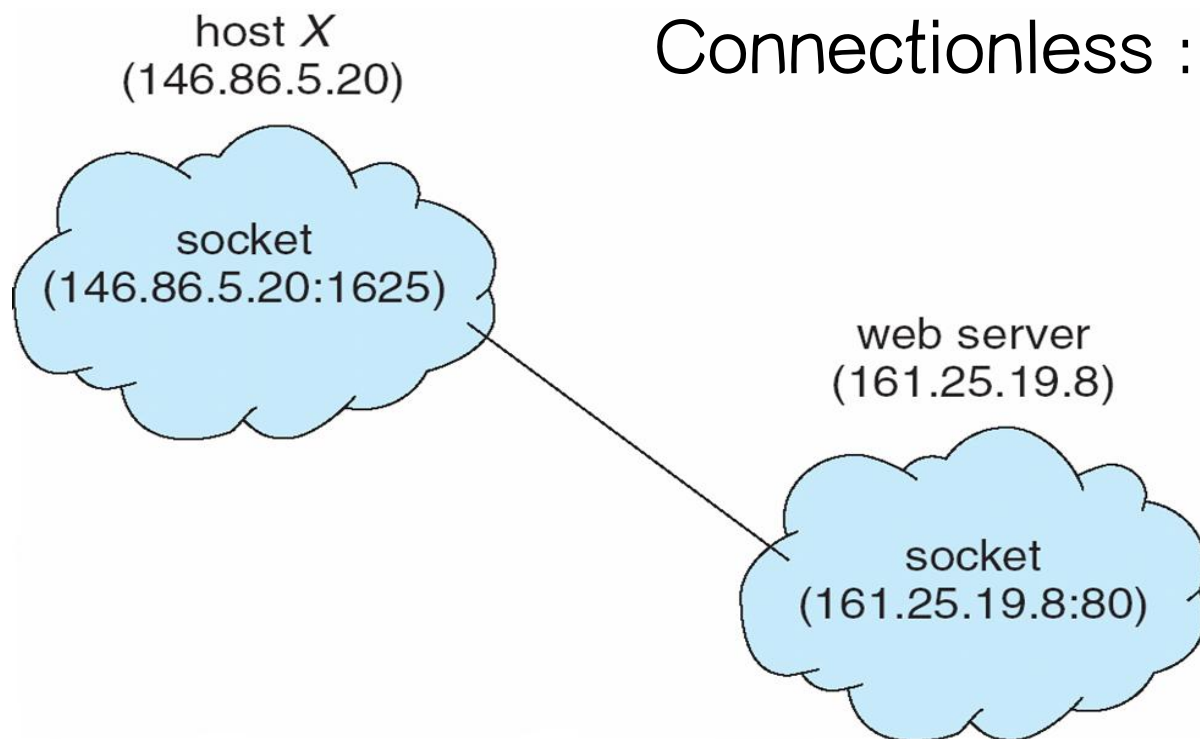 host X
(146.86.5.20)
Connectionless :
socket
(146.86.5.20:1625)
web server
(161.25.19.8)
socket
(161.25.19.8:80)